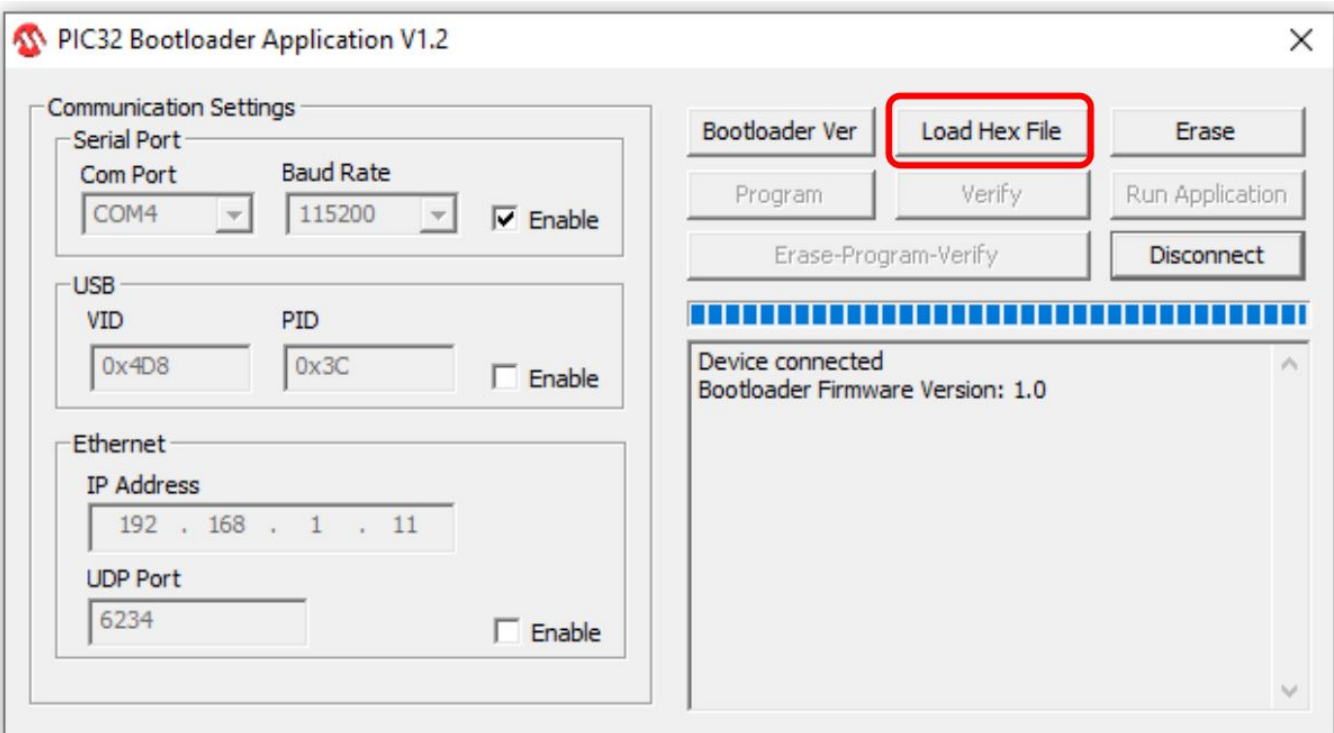 PIC32 Bootloader Application V1.2
Communication Settings
Serial Port
Com Port Baud Rate
COM4 115200 Enable
USB
VID PID
0x4D8 0x3C Enable
Ethernet
IP Address
192 . 168 . 1 . 11
UDP Port
6234 Enable
Bootloader Ver Load Hex File Erase
Program Verify Run Application
Erase-Program-Verify Disconnect
Device connected
Bootloader Firmware Version: 1.0